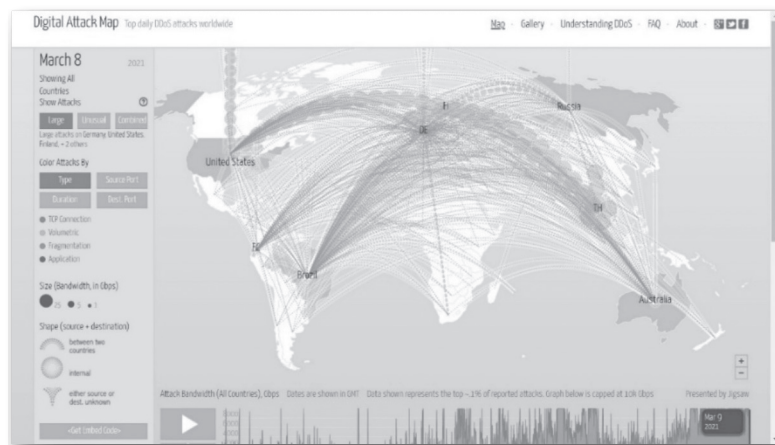 Digital Attack Map Top daily DDoS attacks worldwide
Map · Gallery · Understanding DDoS · FAQ · About
March 8 2021
Showing All
Countries
Show Attacks
Large Unusual Combined
Large attacks on Germany, United States,
Finland, + 2 others
Color Attacks By
Type Source Port
Duration Dest. Port
TCP Connection
Volumetric
Fragmentation
Application
Size (Bandwidth, in Gbps)
Shape (source + destination)
between two
countries
internal
either source or
dest. unknown
<Get Embed Code>
United States
Brazil
DE
FI
Russia
TH
Australia
+
−
Attack Bandwidth (All Countries), Gbps Dates are shown in GMT Data shown represents the top ~.1% of reported attacks. Graph below is capped at 10k Gbps Presented by Jigsaw
Mar 9
2021